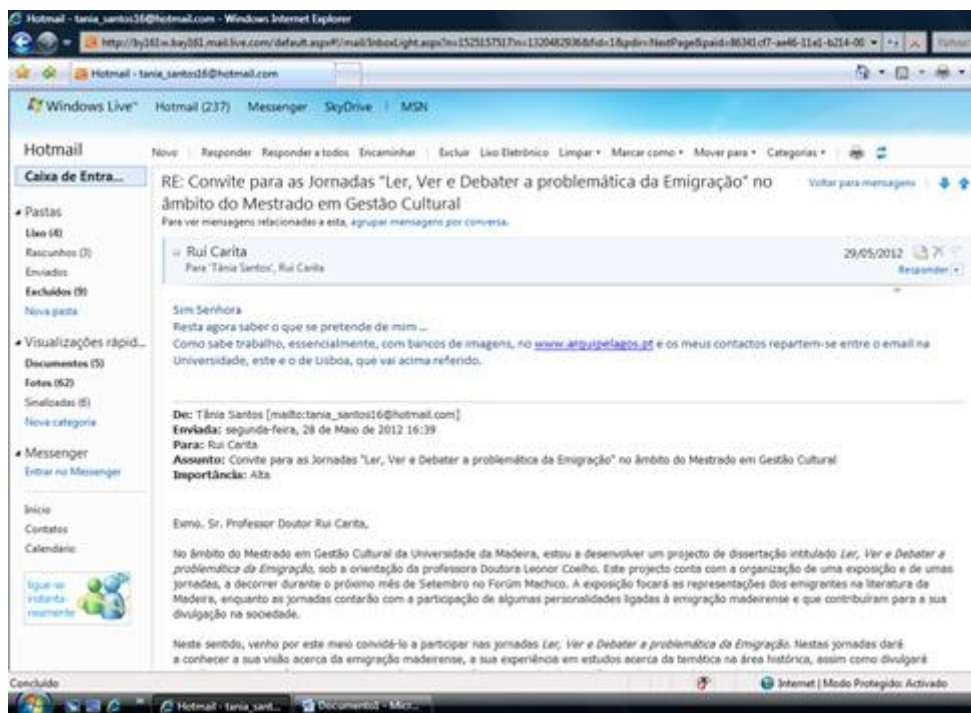 Hotmail - tania_santos16@hotmail.com - Windows Internet Explorer
Hotmail - tania_santos16@hotmail.com
Windows Live™ Hotmail (237) Messenger SkyDrive | MSN
Hotmail
Novo | Responder Responder a todos Encaminhar | Excluir Lixo Eletrônico Limpar Marcar como Mover para Categorias
Caixa de Entra...
RE: Convite para as Jornadas "Ler, Ver e Debater a problemática da Emigração" no
âmbito do Mestrado em Gestão Cultural
Voltar para mensagens
Para ver mensagens relacionadas a esta, agrupar mensagens por conversa.
Pastas
Lixo (4)
Rascunhos (3)
Enviados
Excluídos (9)
Nova pasta
Visualizações rápid...
Documentos (5)
Fotos (62)
Sinalizadas (6)
Nova categoria
Messenger
Entrar no Messenger
Início
Contatos
Calendário
ligue-se
instanta-
neamente
Rui Carita
29/05/2012
Para 'Tânia Santos', Rui Carita
Responder
Sim Senhora
Resta agora saber o que se pretende de mim ...
Como sabe trabalho, essencialmente, com bancos de imagens, no www.arquipelagos.pt e os meus contactos repartem-se entre o email na
Universidade, este e o de Lisboa, que vai acima referido.
De: Tânia Santos [mailto:tania_santos16@hotmail.com]
Enviada: segunda-feira, 28 de Maio de 2012 16:39
Para: Rui Carita
Assunto: Convite para as Jornadas "Ler, Ver e Debater a problemática da Emigração" no âmbito do Mestrado em Gestão Cultural
Importância: Alta
Exmo. Sr. Professor Doutor Rui Carita,
No âmbito do Mestrado em Gestão Cultural da Universidade da Madeira, estou a desenvolver um projecto de dissertação intitulado Ler, Ver e Debater a
problemática da Emigração, sob a orientação da professora Doutora Leonor Coelho. Este projecto conta com a organização de uma exposição e de umas
jornadas, a decorrer durante o próximo mês de Setembro no Forúm Machico. A exposição focará as representações dos emigrantes na literatura da
Madeira, enquanto as jornadas contarão com a participação de algumas personalidades ligadas à emigração madeirense e que contribuíram para a sua
divulgação na sociedade.
Neste sentido, venho por este meio convidá-lo a participar nas jornadas Ler, Ver e Debater a problemática da Emigração. Nestas jornadas dará
a conhecer a sua visão acerca da emigração madeirense, a sua experiência em estudos acerca da temática na área histórica, assim como divulgará
Concluído
Internet | Modo Protegido: Activado
Hotmail - tania_sant...
Documento1 - Micr...